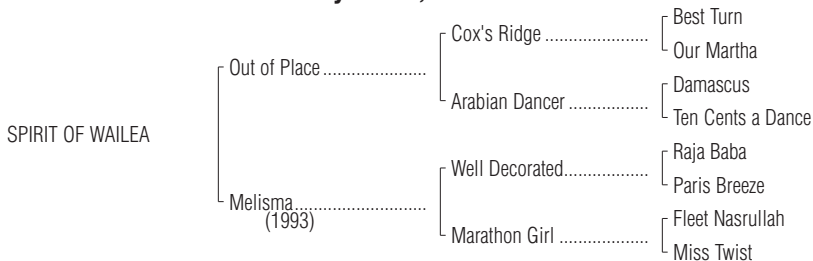 Best Turn
Cox's Ridge ......................
Our Martha
Out of Place ......................
Damascus
Arabian Dancer .................
Ten Cents a Dance
SPIRIT OF WAILEA
Raja Baba
Well Decorated..................
Paris Breeze
Melisma............................
(1993)
Fleet Nasrullah
Marathon Girl ...................
Miss Twist